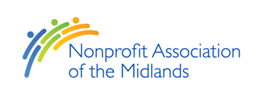 Nonprofit Association
of the Midlands